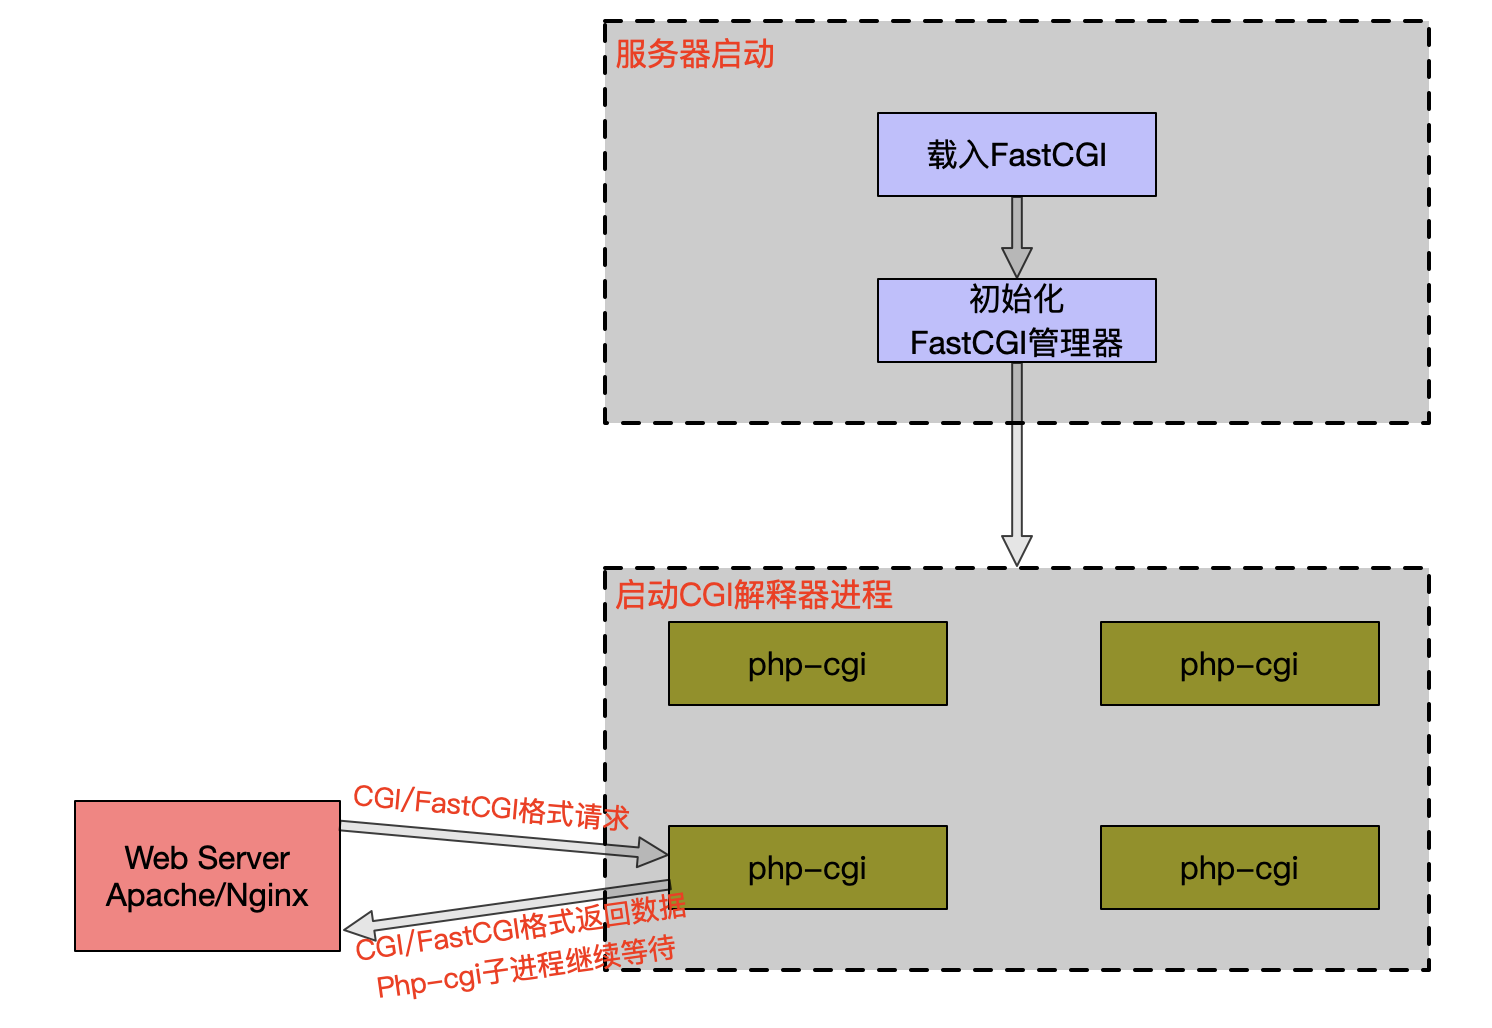 服务器启动
载入FastCGI
初始化
FastCGI管理器
启动CGI解释器进程
php-cgi
php-cgi
CGI/FastCGI格式请求
Web Server
Apache/Nginx
php-cgi
php-cgi
CGI/FastCGI格式返回数据
Php-cgi子进程继续等待